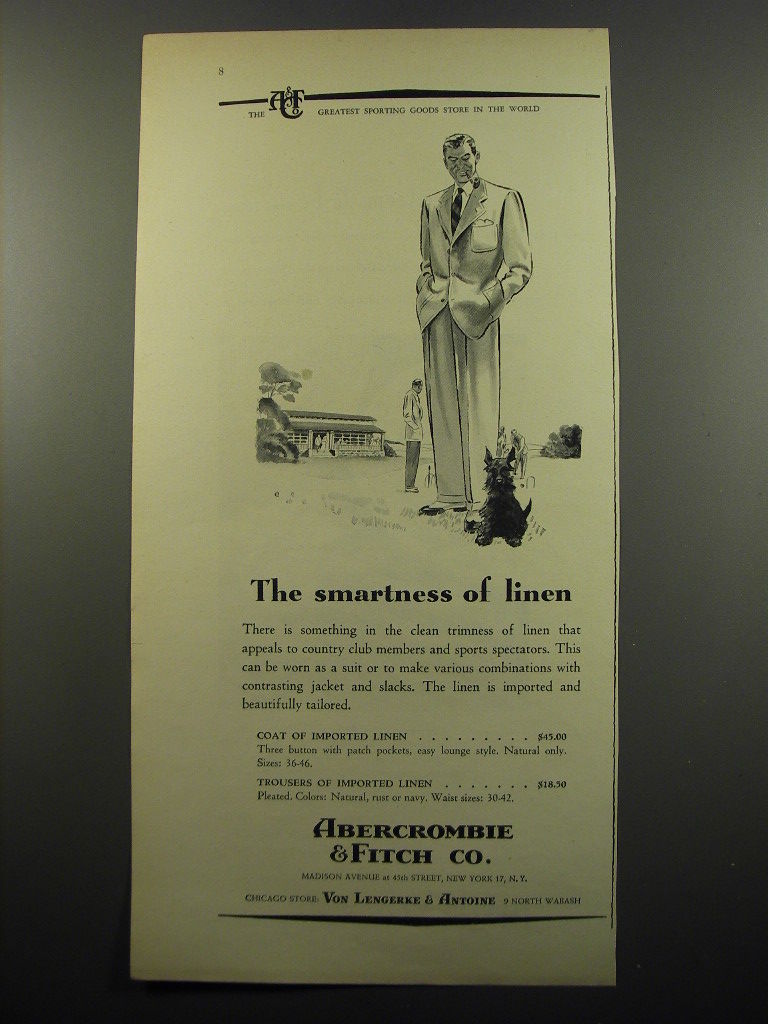 8
THE A&F Co GREATEST SPORTING GOODS STORE IN THE WORLD
The smartness of linen
There is something in the clean trimness of linen that
appeals to country club members and sports spectators. This
can be worn as a suit or to make various combinations with
contrasting jacket and slacks. The linen is imported and
beautifully tailored.
COAT OF IMPORTED LINEN . . . . . . . . . $45.00
Three button with patch pockets, easy lounge style. Natural only.
Sizes: 36-46.
TROUSERS OF IMPORTED LINEN . . . . . . . $18.50
Pleated. Colors: Natural, rust or navy. Waist sizes: 30-42.
ABERCROMBIE
& FITCH CO.
MADISON AVENUE at 45th STREET, NEW YORK 17, N. Y.
CHICAGO STORE: VON LENGERKE & ANTOINE 9 NORTH WABASH